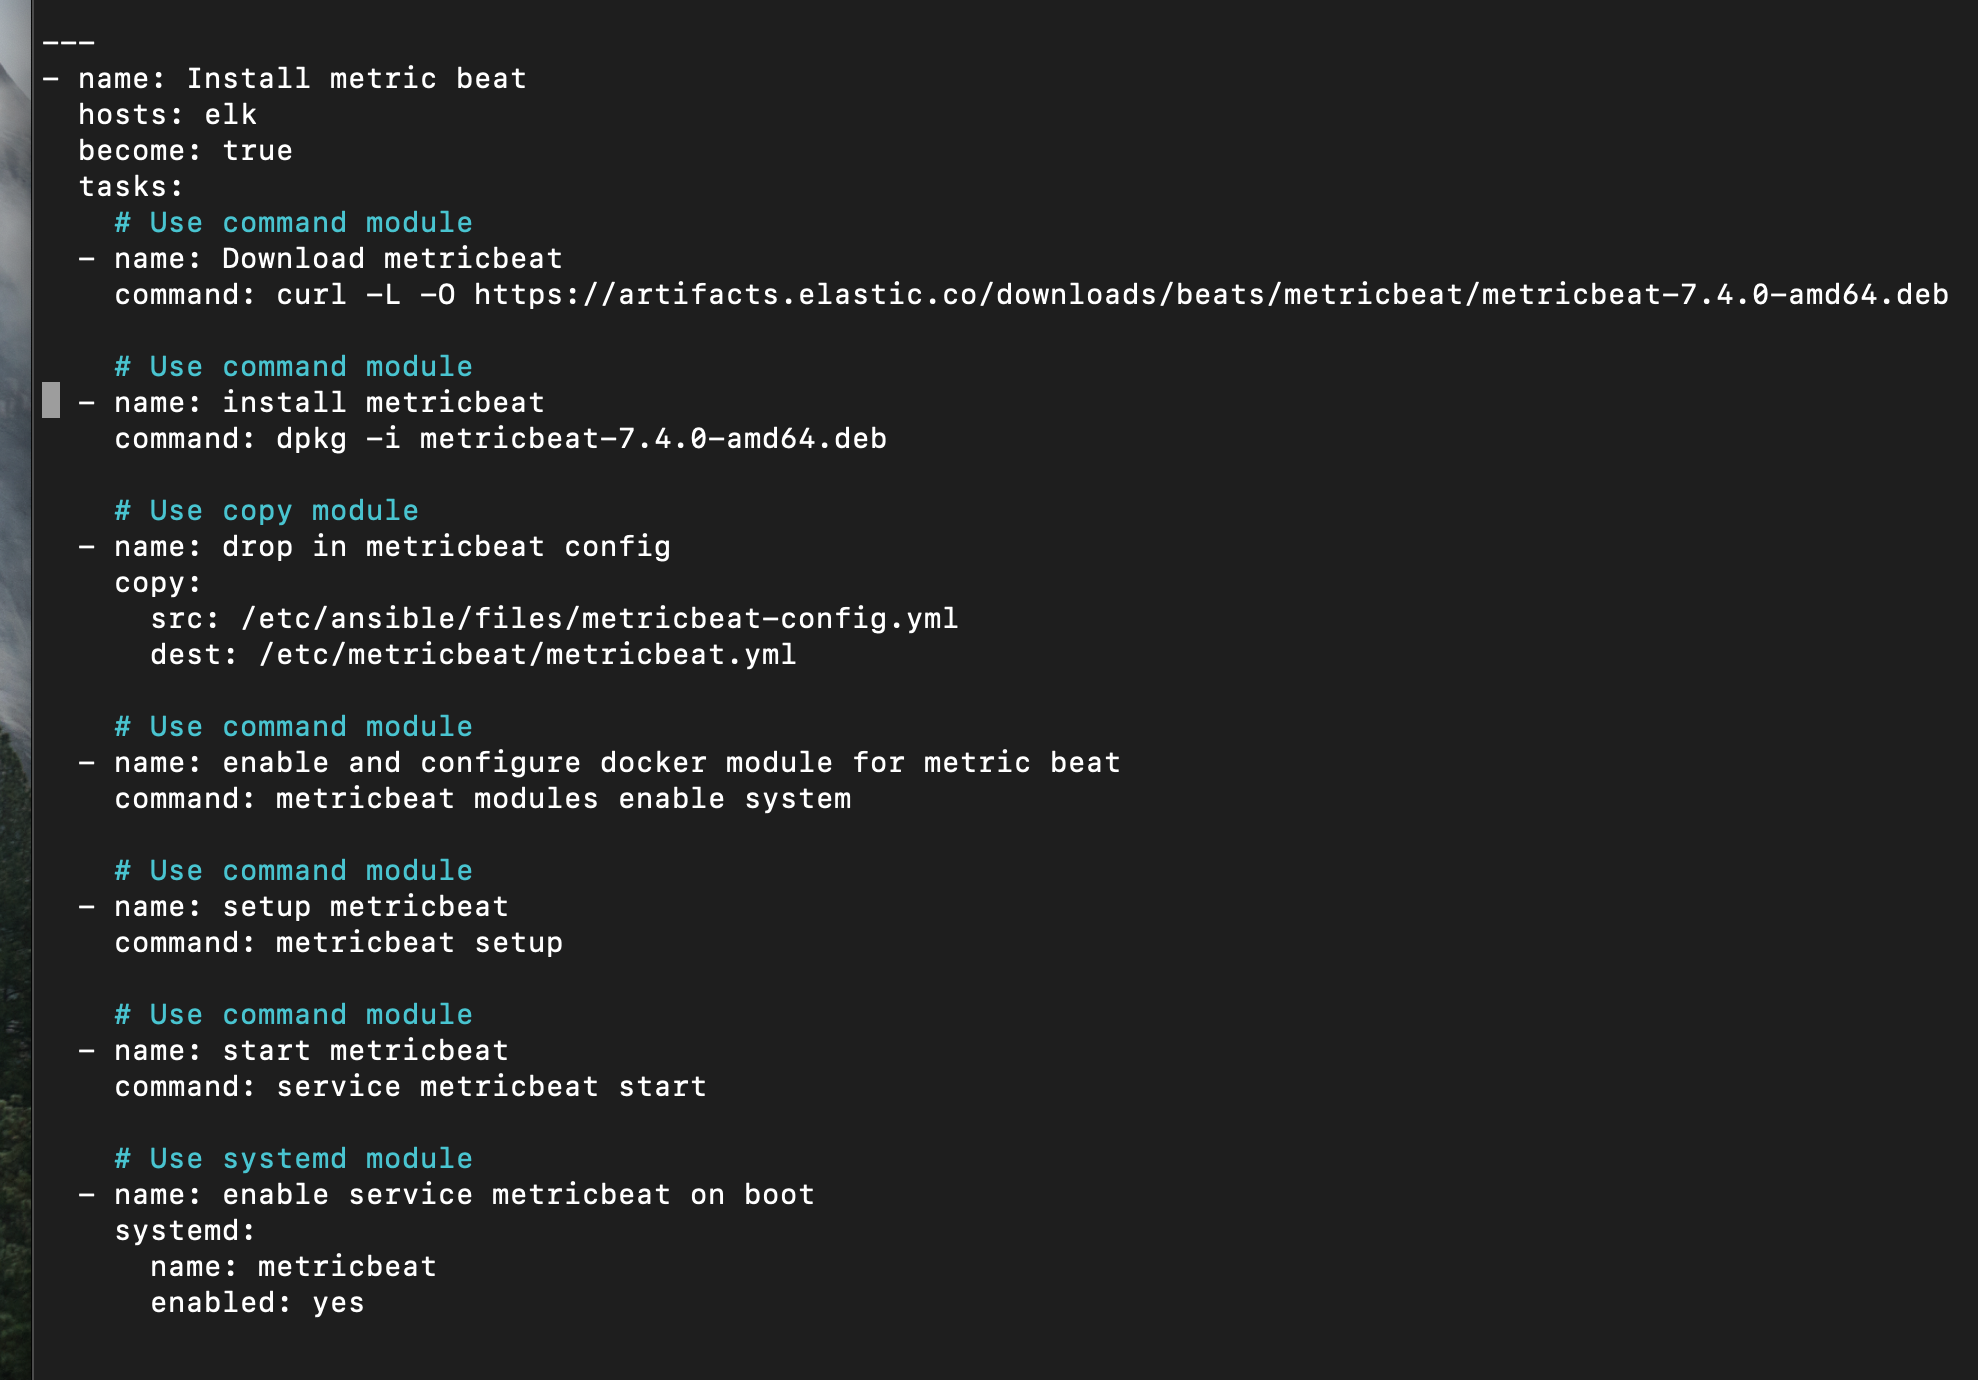 ---
- name: Install metric beat
  hosts: elk
  become: true
  tasks:
    # Use command module
  - name: Download metricbeat
    command: curl -L -O https://artifacts.elastic.co/downloads/beats/metricbeat/metricbeat-7.4.0-amd64.deb

    # Use command module
  - name: install metricbeat
    command: dpkg -i metricbeat-7.4.0-amd64.deb

    # Use copy module
  - name: drop in metricbeat config
    copy:
      src: /etc/ansible/files/metricbeat-config.yml
      dest: /etc/metricbeat/metricbeat.yml

    # Use command module
  - name: enable and configure docker module for metric beat
    command: metricbeat modules enable system

    # Use command module
  - name: setup metricbeat
    command: metricbeat setup

    # Use command module
  - name: start metricbeat
    command: service metricbeat start

    # Use systemd module
  - name: enable service metricbeat on boot
    systemd:
      name: metricbeat
      enabled: yes